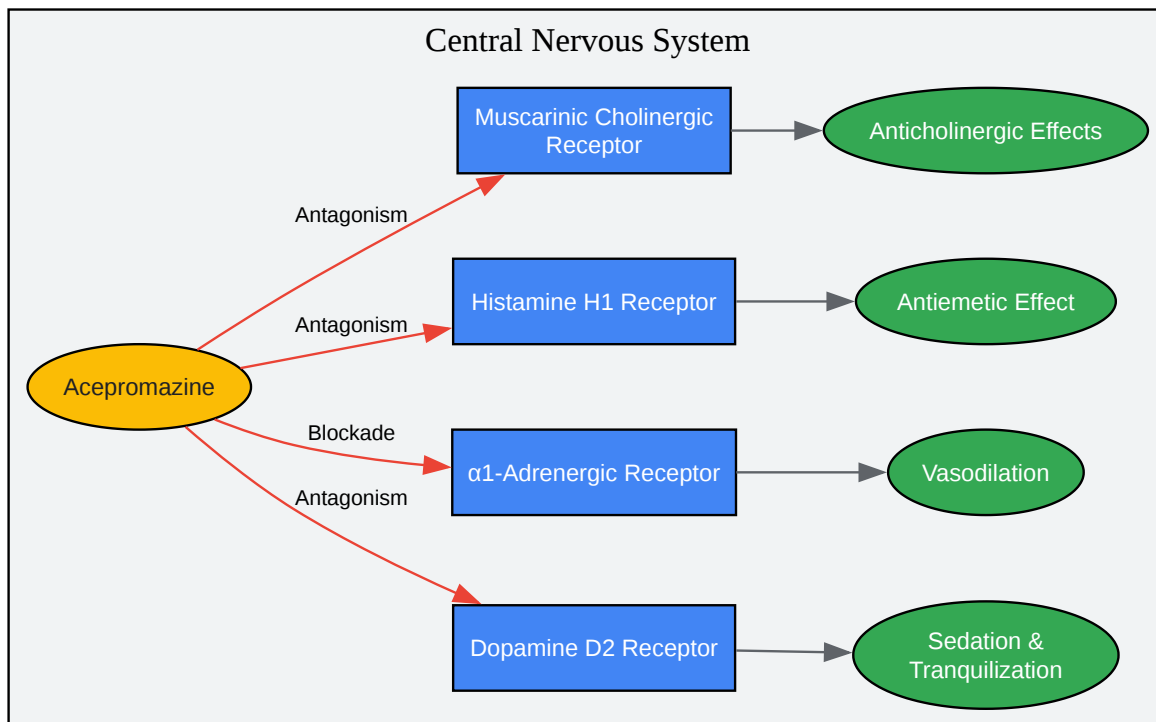 Central Nervous System
Muscarinic Cholinergic
Receptor
Anticholinergic Effects
Antagonism
Histamine H1 Receptor
Antiemetic Effect
Antagonism
Acepromazine
Blockade
α1-Adrenergic Receptor
Vasodilation
Antagonism
Dopamine D2 Receptor
Sedation &
Tranquilization